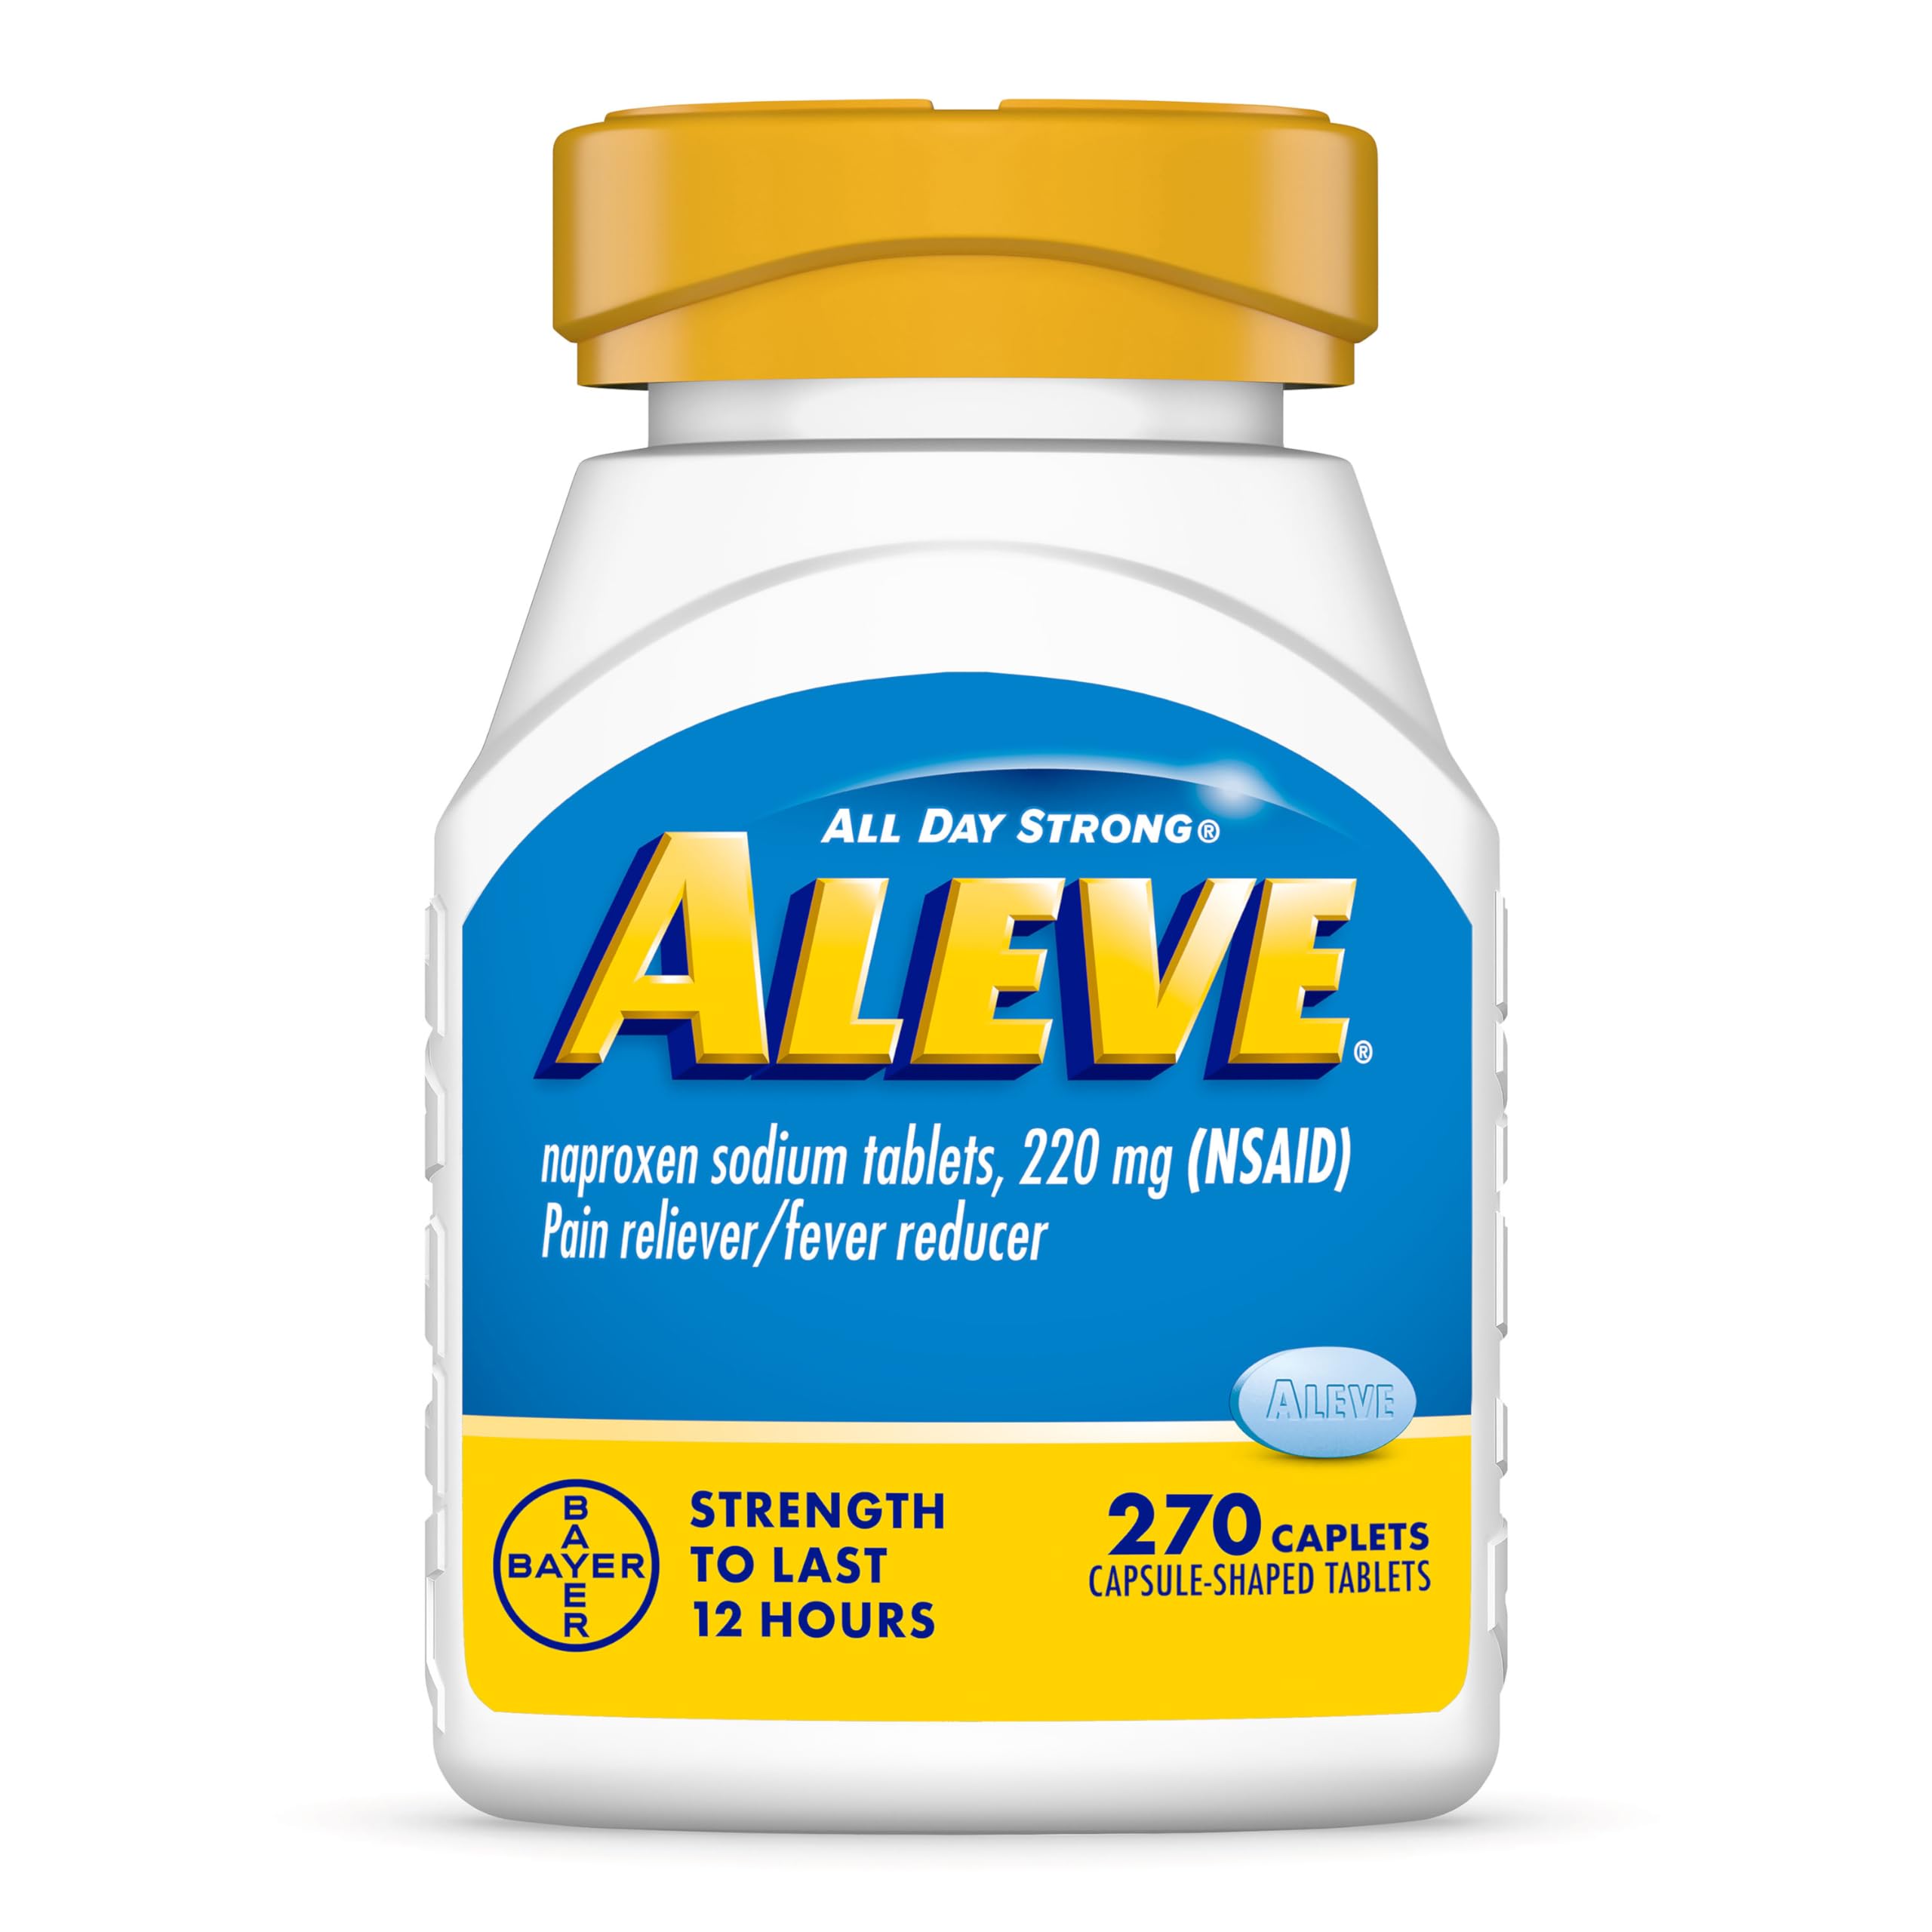 ALL DAY STRONG®
ALEVE®
naproxen sodium tablets, 220 mg (NSAID)
Pain reliever/fever reducer
ALEVE
BAYER
BAYER
STRENGTH
TO LAST
12 HOURS
270 CAPLETS
CAPSULE-SHAPED TABLETS